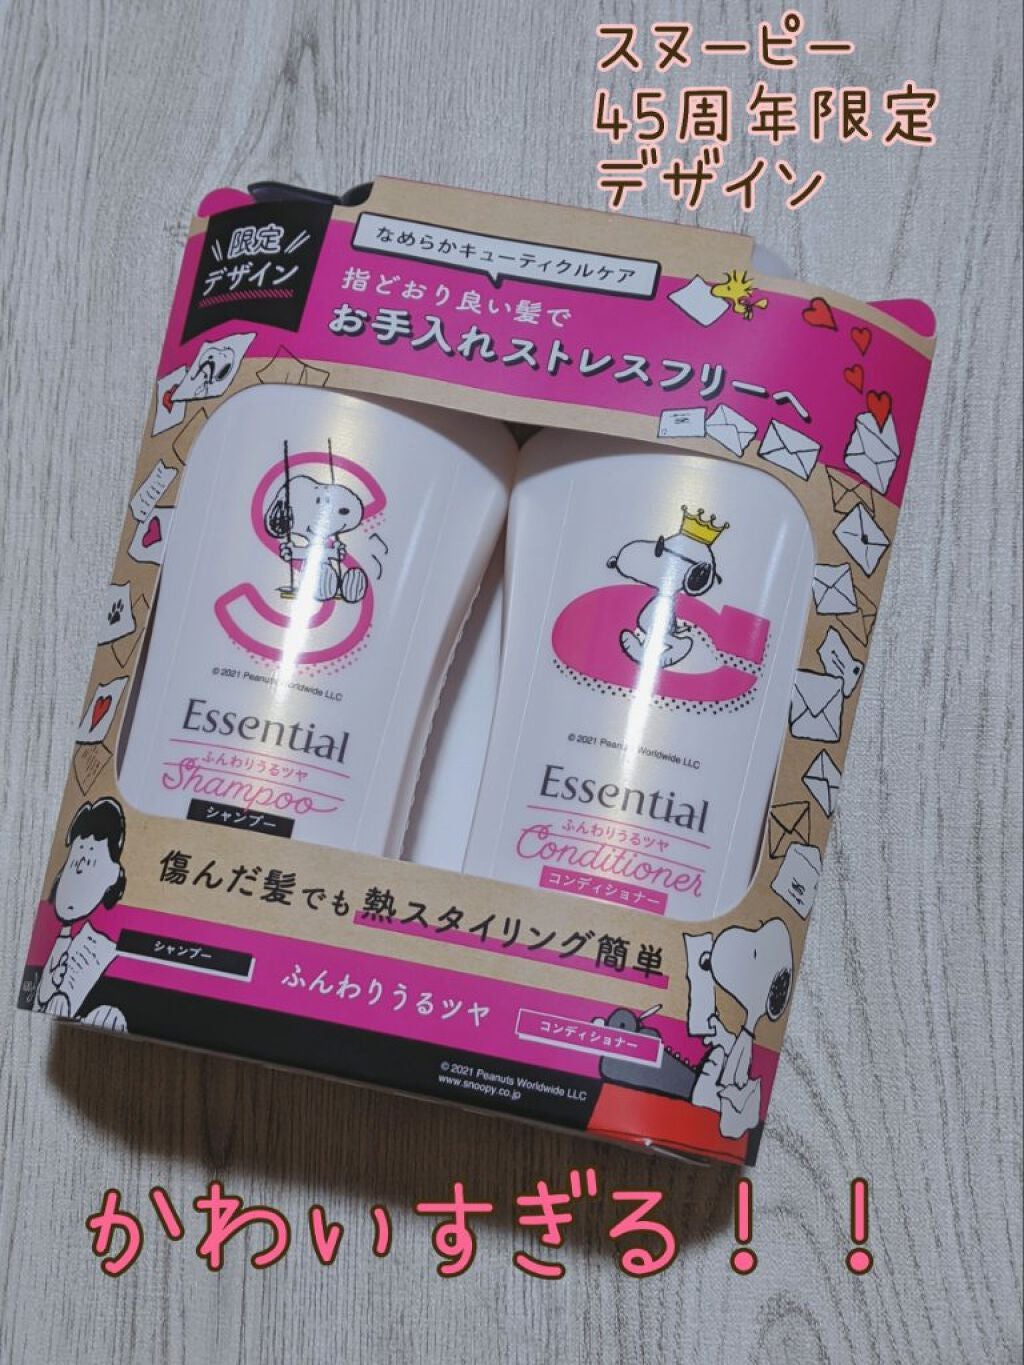 スヌーピー
45周年限定
デザイン
限定
デザイン
なめらかキューティクルケア
指どおり良い髪で
お手入れストレスフリーへ
S
© 2021 Peanuts Worldwide LLC
Essential
ふんわりうるツヤ
Shampoo
シャンプー
C
© 2021 Peanuts Worldwide LLC
Essential
ふんわりうるツヤ
Conditioner
コンディショナー
傷んだ髪でも熱スタイリング簡単
シャンプー
ふんわりうるツヤ
コンディショナー
© 2021 Peanuts Worldwide LLC
www.snoopy.co.jp
かわいすぎる！！